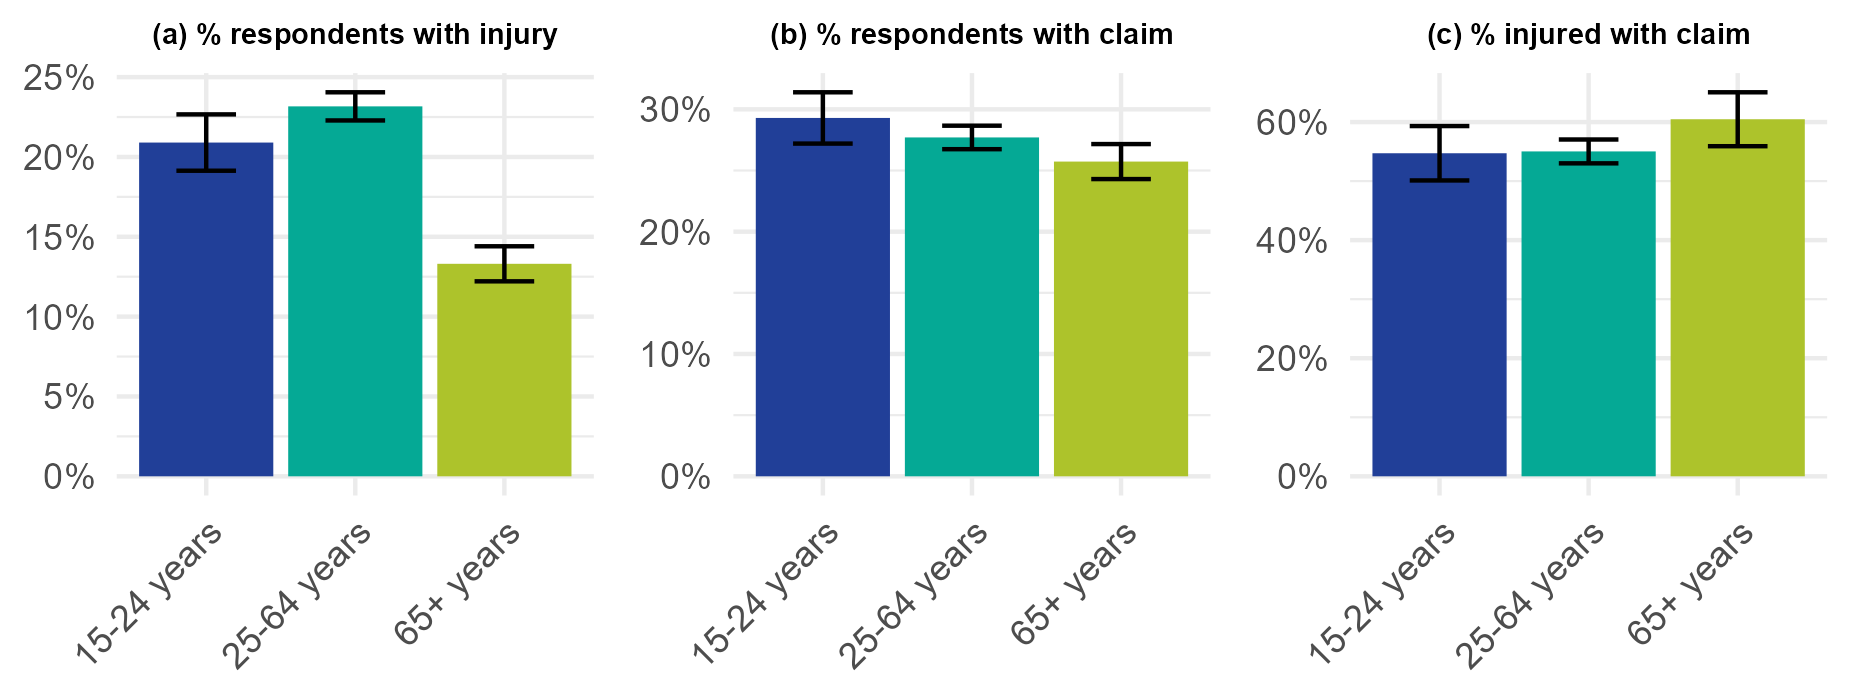 (a) % respondents with injury
25%
20%
15%
10%
5%
0%
15-24 years
25-64 years
65+ years
(b) % respondents with claim
30%
20%
10%
0%
15-24 years
25-64 years
65+ years
(c) % injured with claim
60%
40%
20%
0%
15-24 years
25-64 years
65+ years